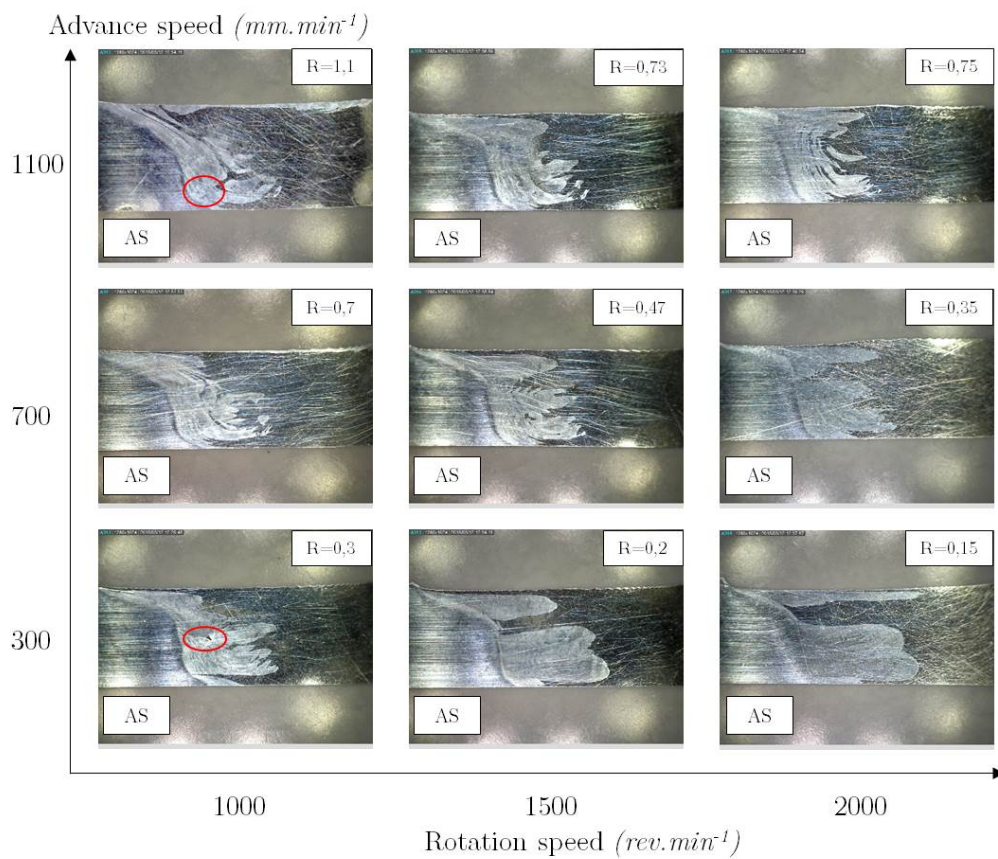 Advance speed (mm.min⁻¹)
R=1,1
R=0,73
R=0,75
1100
AS
AS
AS
R=0,7
R=0,47
R=0,35
700
AS
AS
AS
R=0,3
R=0,2
R=0,15
300
AS
AS
AS
1000
1500
2000
Rotation speed (rev.min⁻¹)